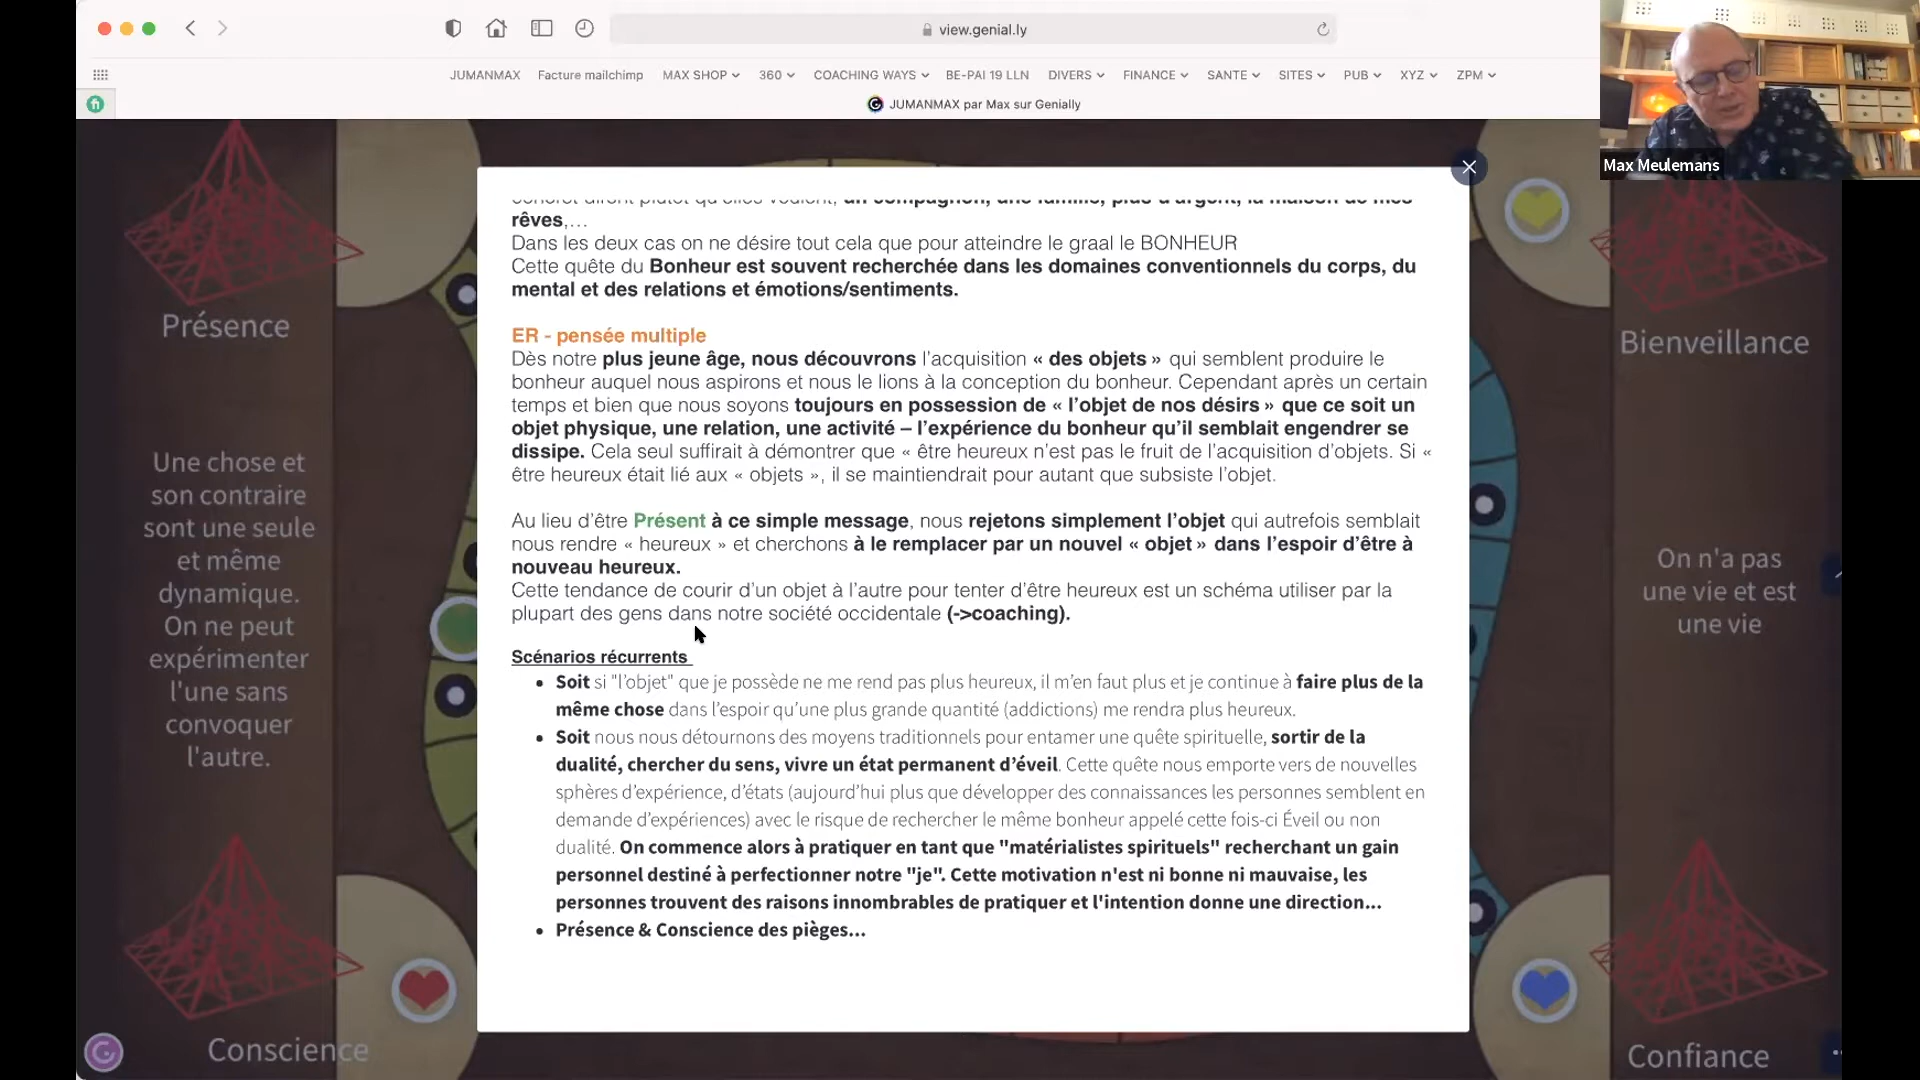 view.genial.ly
JUMANMAX Facture mailchimp MAX SHOP 360 COACHING WAYS BE-PAI 19 LLN DIVERS FINANCE SANTE SITES PUB XYZ ZPM
JUMANMAX par Max sur Genially
Max Meulemans
Présence
Une chose et
son contraire
sont une seule
et même
dynamique.
On ne peut
expérimenter
l'une sans
convoquer
l'autre.
Conscience
concret diront plutôt qu'elles veulent, un compagnon, une famille, plus d'argent, la maison de mes
rêves,…
Dans les deux cas on ne désire tout cela que pour atteindre le graal le BONHEUR
Cette quête du Bonheur est souvent recherchée dans les domaines conventionnels du corps, du
mental et des relations et émotions/sentiments.
ER - pensée multiple
Dès notre plus jeune âge, nous découvrons l'acquisition « des objets » qui semblent produire le
bonheur auquel nous aspirons et nous le lions à la conception du bonheur. Cependant après un certain
temps et bien que nous soyons toujours en possession de « l'objet de nos désirs » que ce soit un
objet physique, une relation, une activité – l'expérience du bonheur qu'il semblait engendrer se
dissipe. Cela seul suffirait à démontrer que « être heureux n'est pas le fruit de l'acquisition d'objets. Si «
être heureux était lié aux « objets », il se maintiendrait pour autant que subsiste l'objet.
Au lieu d'être Présent à ce simple message, nous rejetons simplement l'objet qui autrefois semblait
nous rendre « heureux » et cherchons à le remplacer par un nouvel « objet » dans l'espoir d'être à
nouveau heureux.
Cette tendance de courir d'un objet à l'autre pour tenter d'être heureux est un schéma utiliser par la
plupart des gens dans notre société occidentale (->coaching).
Scénarios récurrents
• Soit si "l'objet" que je possède ne me rend pas plus heureux, il m'en faut plus et je continue à faire plus de la
même chose dans l'espoir qu'une plus grande quantité (addictions) me rendra plus heureux.
• Soit nous nous détournons des moyens traditionnels pour entamer une quête spirituelle, sortir de la
dualité, chercher du sens, vivre un état permanent d'éveil. Cette quête nous emporte vers de nouvelles
sphères d'expérience, d'états (aujourd'hui plus que développer des connaissances les personnes semblent en
demande d'expériences) avec le risque de rechercher le même bonheur appelé cette fois-ci Éveil ou non
dualité. On commence alors à pratiquer en tant que "matérialistes spirituels" recherchant un gain
personnel destiné à perfectionner notre "je". Cette motivation n'est ni bonne ni mauvaise, les
personnes trouvent des raisons innombrables de pratiquer et l'intention donne une direction...
• Présence & Conscience des pièges...
Bienveillance
On n'a pas
une vie et est
une vie
Confiance